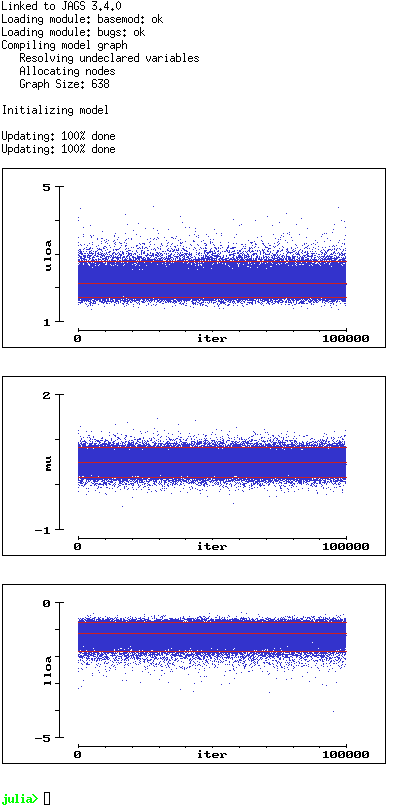 Linked to JAGS 3.4.0
Loading module: basemod: ok
Loading module: bugs: ok
Compiling model graph
Resolving undeclared variables
Allocating nodes
Graph Size: 638
Initializing model
Updating: 100% done
Updating: 100% done
5
uloa
1
0 iter 100000
2
mu
-1
0 iter 100000
0
lloa
-5
0 iter 100000
julia>